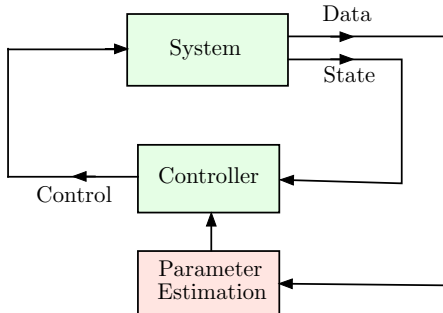 Data
System
State
Controller
Control
Parameter
Estimation